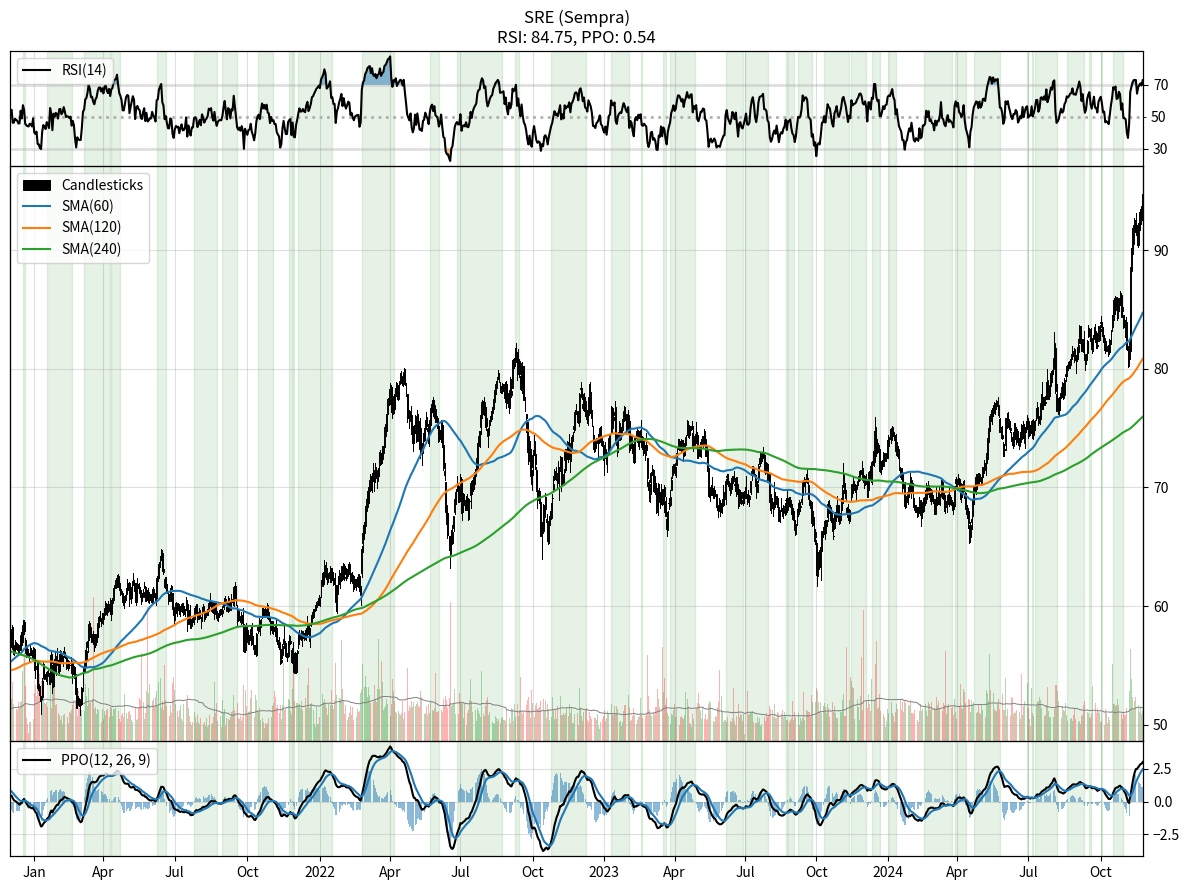 SRE (Sempra)
RSI: 84.75, PPO: 0.54
RSI(14)
70
50
30
Candlesticks
SMA(60)
SMA(120)
SMA(240)
90
80
70
60
50
PPO(12, 26, 9)
2.5
0.0
−2.5
Jan Apr Jul Oct 2022 Apr Jul Oct 2023 Apr Jul Oct 2024 Apr Jul Oct